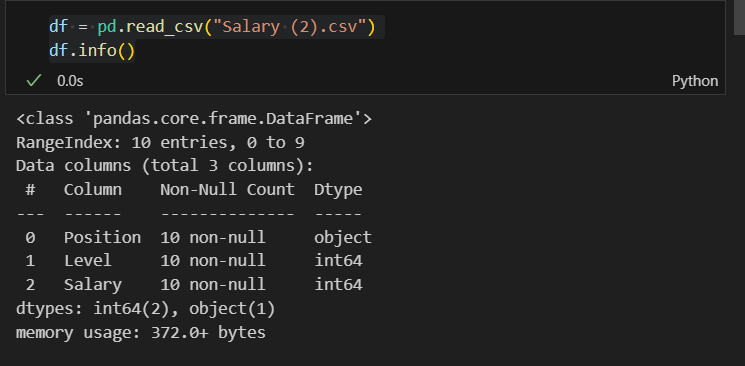 df = pd.read_csv("Salary (2).csv")
df.info()
0.0s
Python
<class 'pandas.core.frame.DataFrame'>
RangeIndex: 10 entries, 0 to 9
Data columns (total 3 columns):
 #   Column    Non-Null Count  Dtype
---  ------    --------------  -----
 0   Position  10 non-null     object
 1   Level     10 non-null     int64
 2   Salary    10 non-null     int64
dtypes: int64(2), object(1)
memory usage: 372.0+ bytes